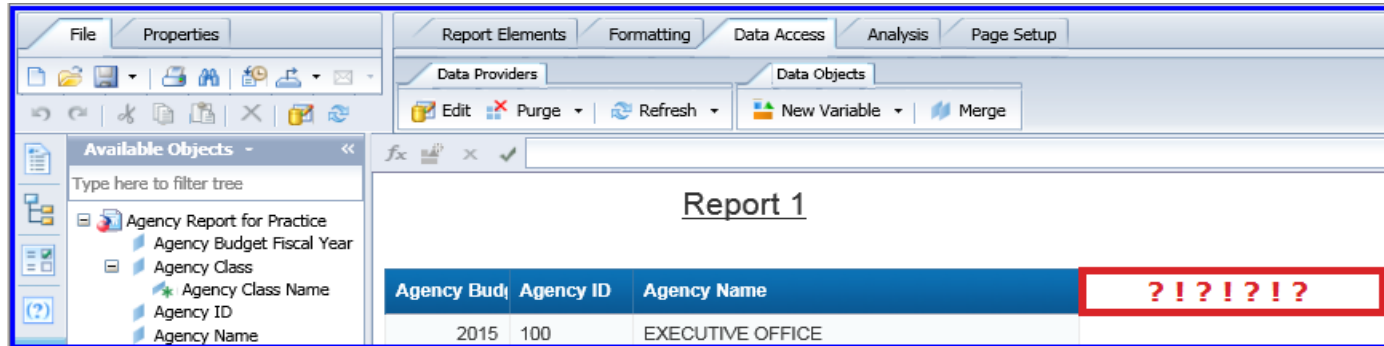 File Properties Report Elements Formatting Data Access Analysis Page Setup
Data Providers Data Objects
Edit Purge Refresh New Variable Merge
Available Objects
Type here to filter tree
Report 1
Agency Report for Practice
Agency Budget Fiscal Year
Agency Class
Agency Class Name
Agency ID
Agency Name
Agency Budg Agency ID Agency Name ?!?!?!?
2015 100 EXECUTIVE OFFICE